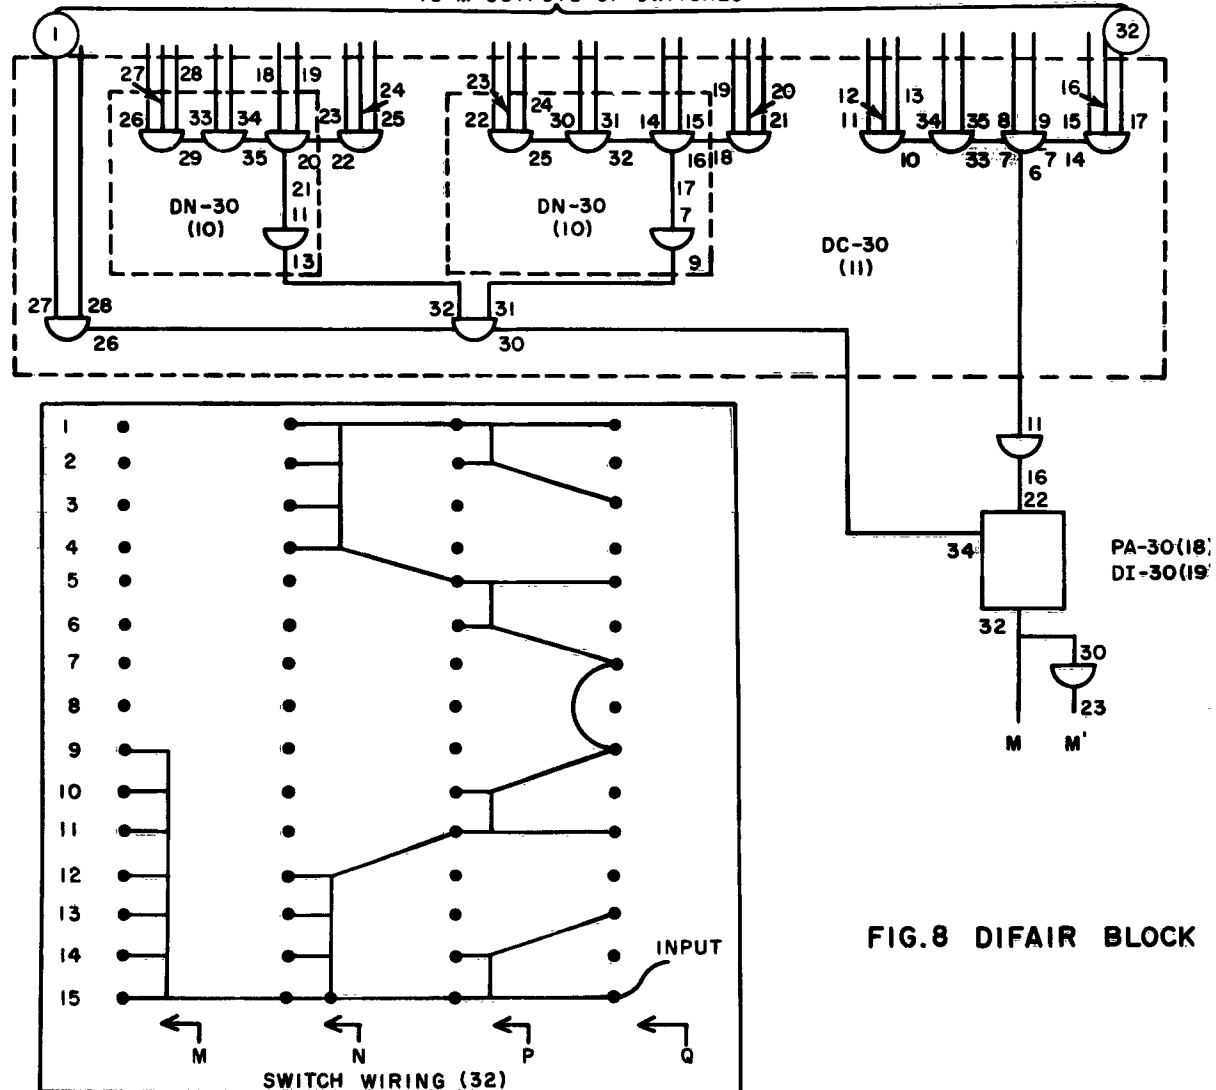 1
32
27 28 18 19 24 23 24 19 20 12 13 16
26 33 34 23 25 22 30 31 14 15 21 11 34 35 8 9 15 17
29 35 20 22 25 32 16 18 10 33 7 7 14
21 17 6
DN-30 11 DN-30 7 DC-30
(10) (10) (11)
13 9
27 28 32 31
26 30
11
16
22
34 PA-30(18)
DI-30(19
32
30
23
M M'
1
2
3
4
5
6
7
8
9
10
11
12
13
14
15
INPUT
M N P Q
SWITCH WIRING (32)
FIG.8 DIFAIR BLOCK